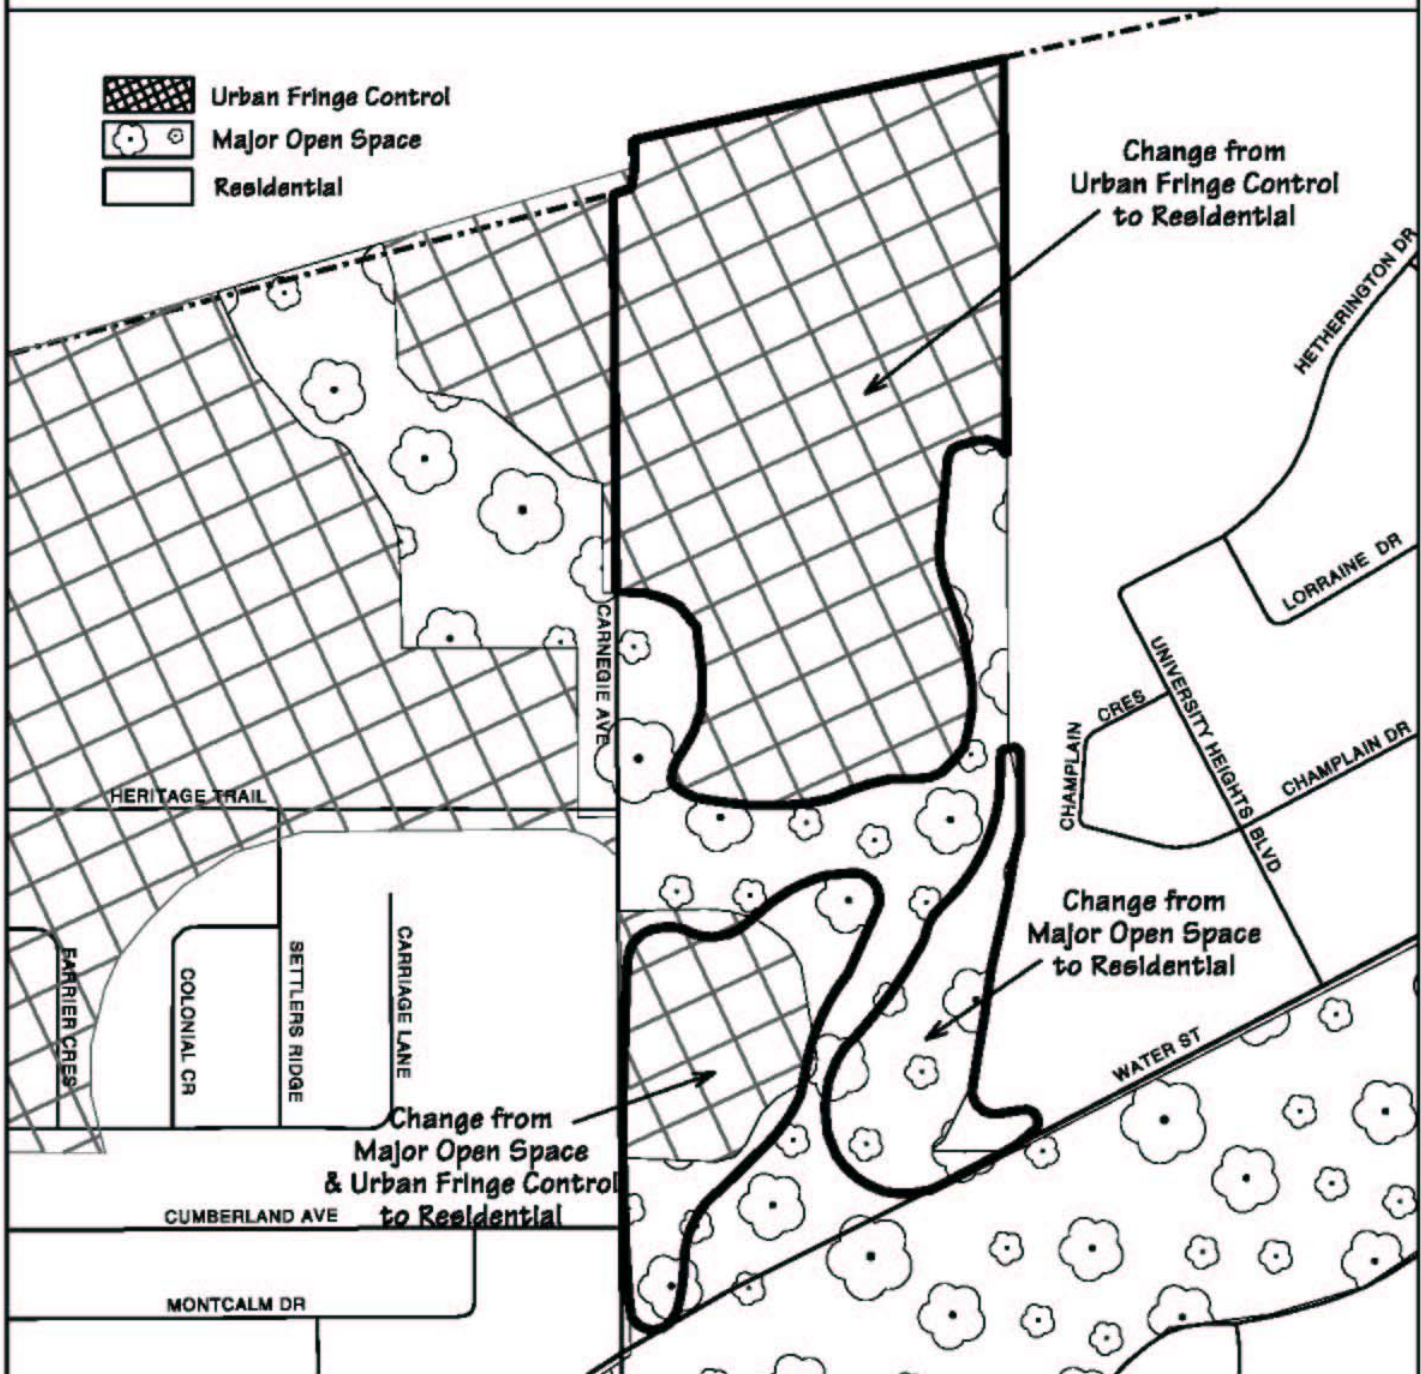 Urban Fringe Control
Major Open Space
Residential
Change from
Urban Fringe Control
to Residential
HETHERINGTON DR
LORRAINE DR
UNIVERSITY HEIGHTS BLVD
CHAMPLAIN
CRES
CHAMPLAIN DR
CARNEGIE AVE
HERITAGE TRAIL
FARRIER CRES
COLONIAL CR
SETTLERS RIDGE
CARRIAGE LANE
Change from
Major Open Space
to Residential
WATER ST
Change from
Major Open Space
& Urban Fringe Control
to Residential
CUMBERLAND AVE
MONTCALM DR